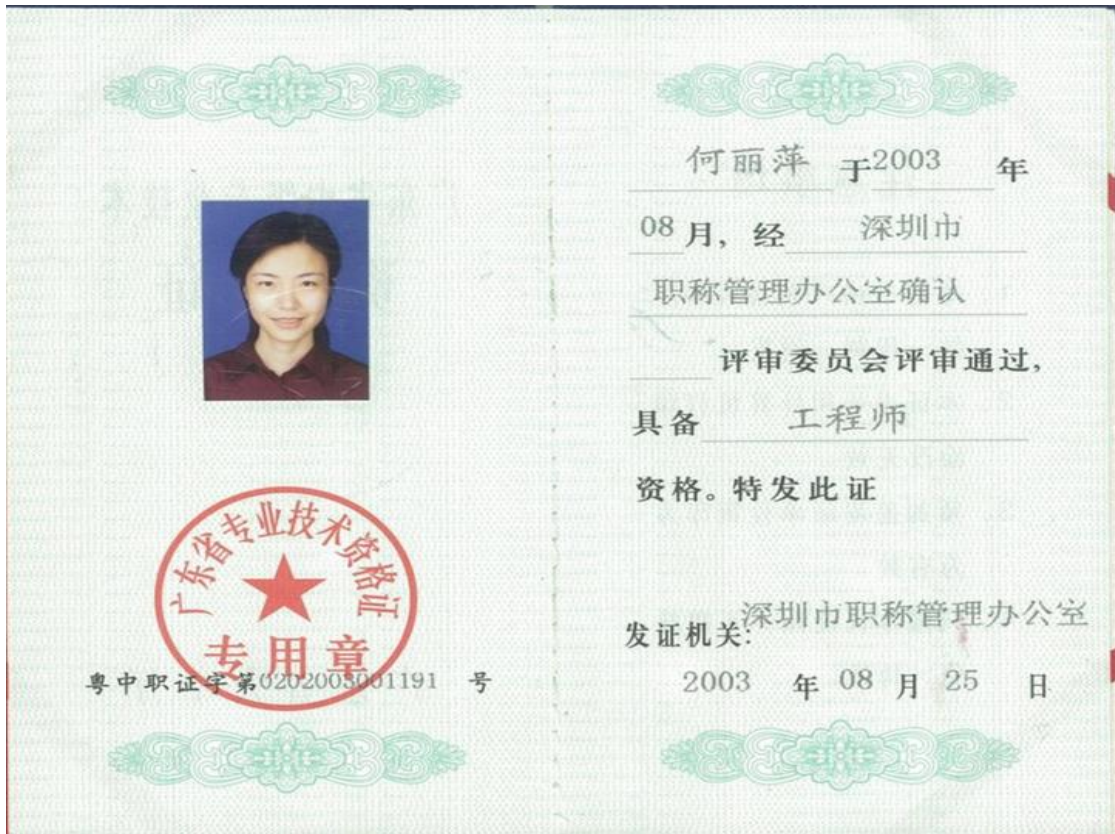 广东省专业技术资格证
专用章
粤中职证字第0202003001191 号
何丽萍 于2003 年
08 月, 经 深圳市
职称管理办公室确认
评审委员会评审通过,
具备 工程师
资格。特发此证
发证机关: 深圳市职称管理办公室
2003 年 08 月 25 日